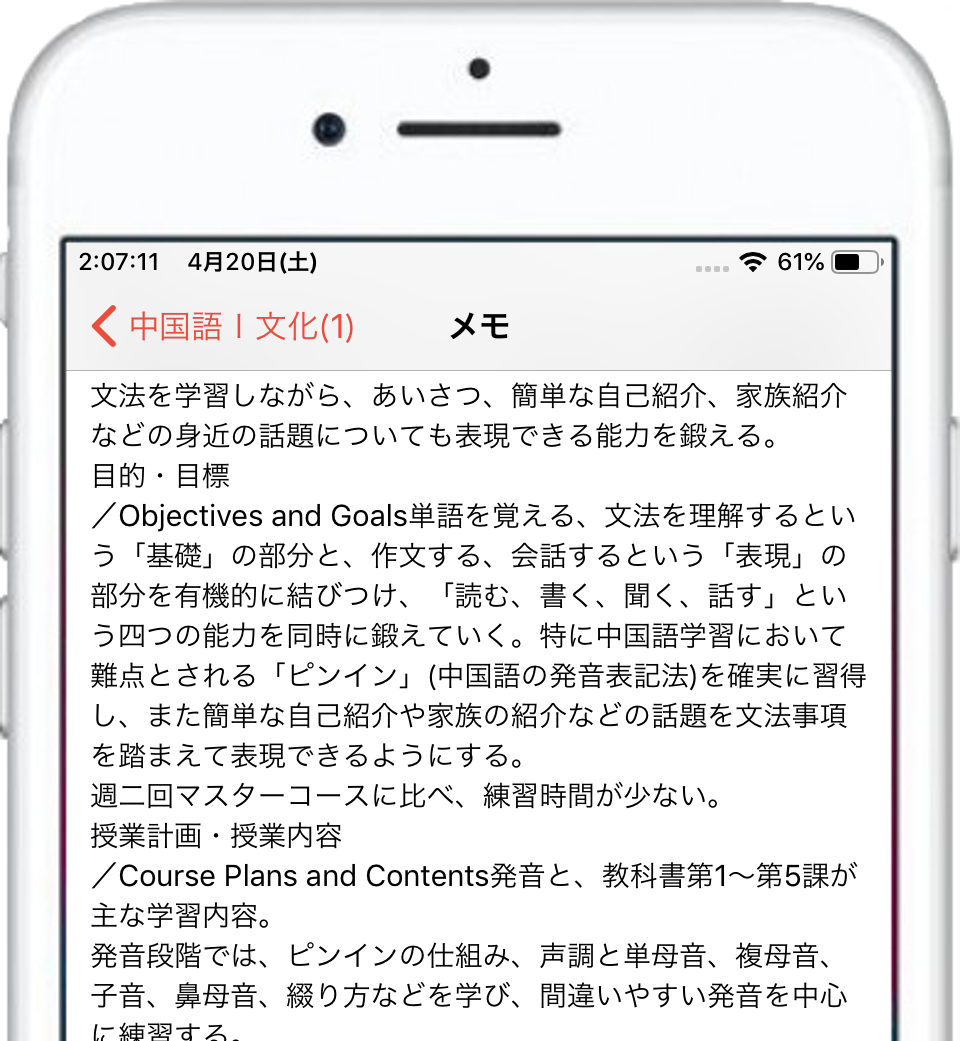 2:07:11 4月20日(土) 61%
中国語Ⅰ文化(1) メモ
文法を学習しながら、あいさつ、簡単な自己紹介、家族紹介
などの身近の話題についても表現できる能力を鍛える。
目的・目標
／Objectives and Goals単語を覚える、文法を理解するとい
う「基礎」の部分と、作文する、会話するという「表現」の
部分を有機的に結びつけ、「読む、書く、聞く、話す」とい
う四つの能力を同時に鍛えていく。特に中国語学習において
難点とされる「ピンイン」(中国語の発音表記法)を確実に習得
し、また簡単な自己紹介や家族の紹介などの話題を文法事項
を踏まえて表現できるようにする。
週二回マスターコースに比べ、練習時間が少ない。
授業計画・授業内容
／Course Plans and Contents発音と、教科書第1〜第5課が
主な学習内容。
発音段階では、ピンインの仕組み、声調と単母音、複母音、
子音、鼻母音、綴り方などを学び、間違いやすい発音を中心
に練習する。